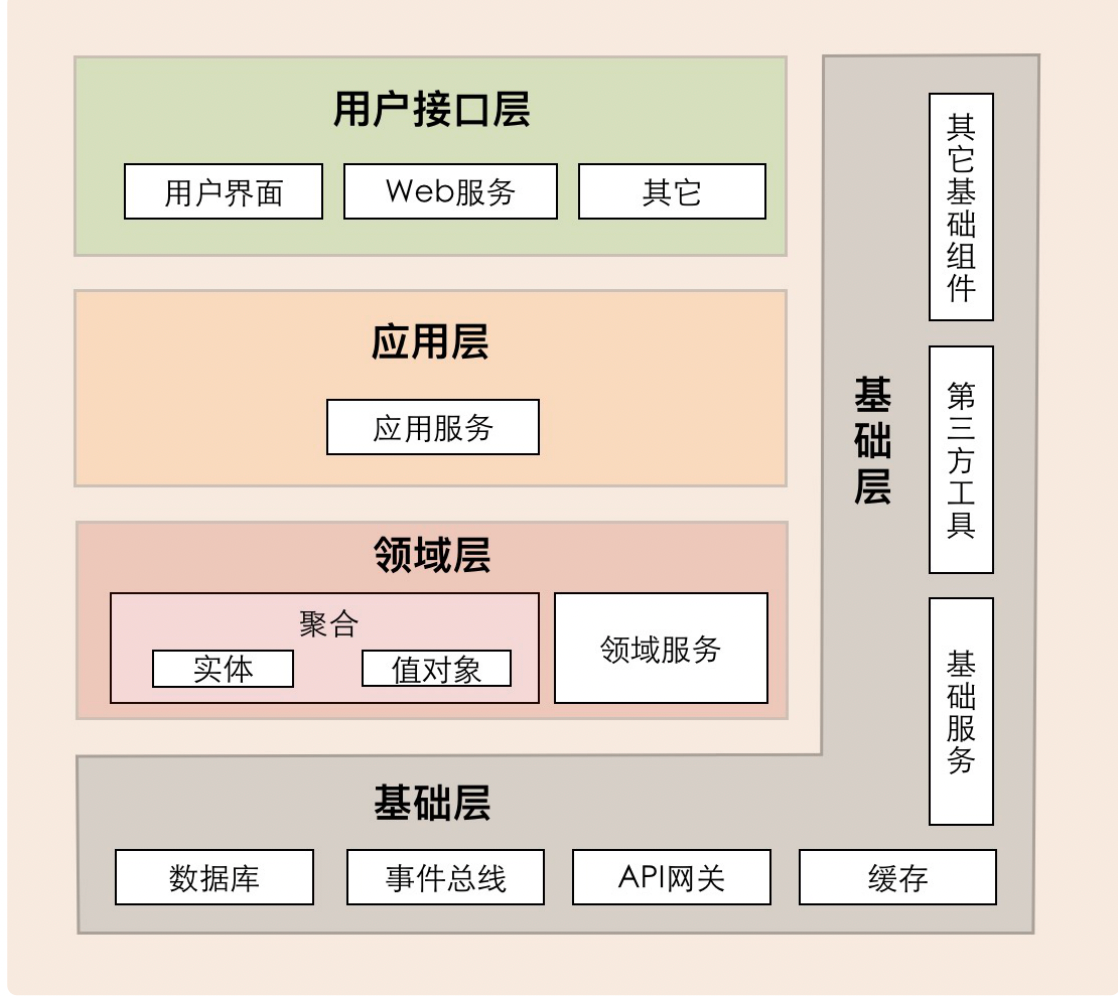 用户接口层
用户界面
Web服务
其它
应用层
应用服务
领域层
聚合
实体
值对象
领域服务
基础层
其它基础组件
第三方工具
基础服务
基础层
数据库
事件总线
API网关
缓存